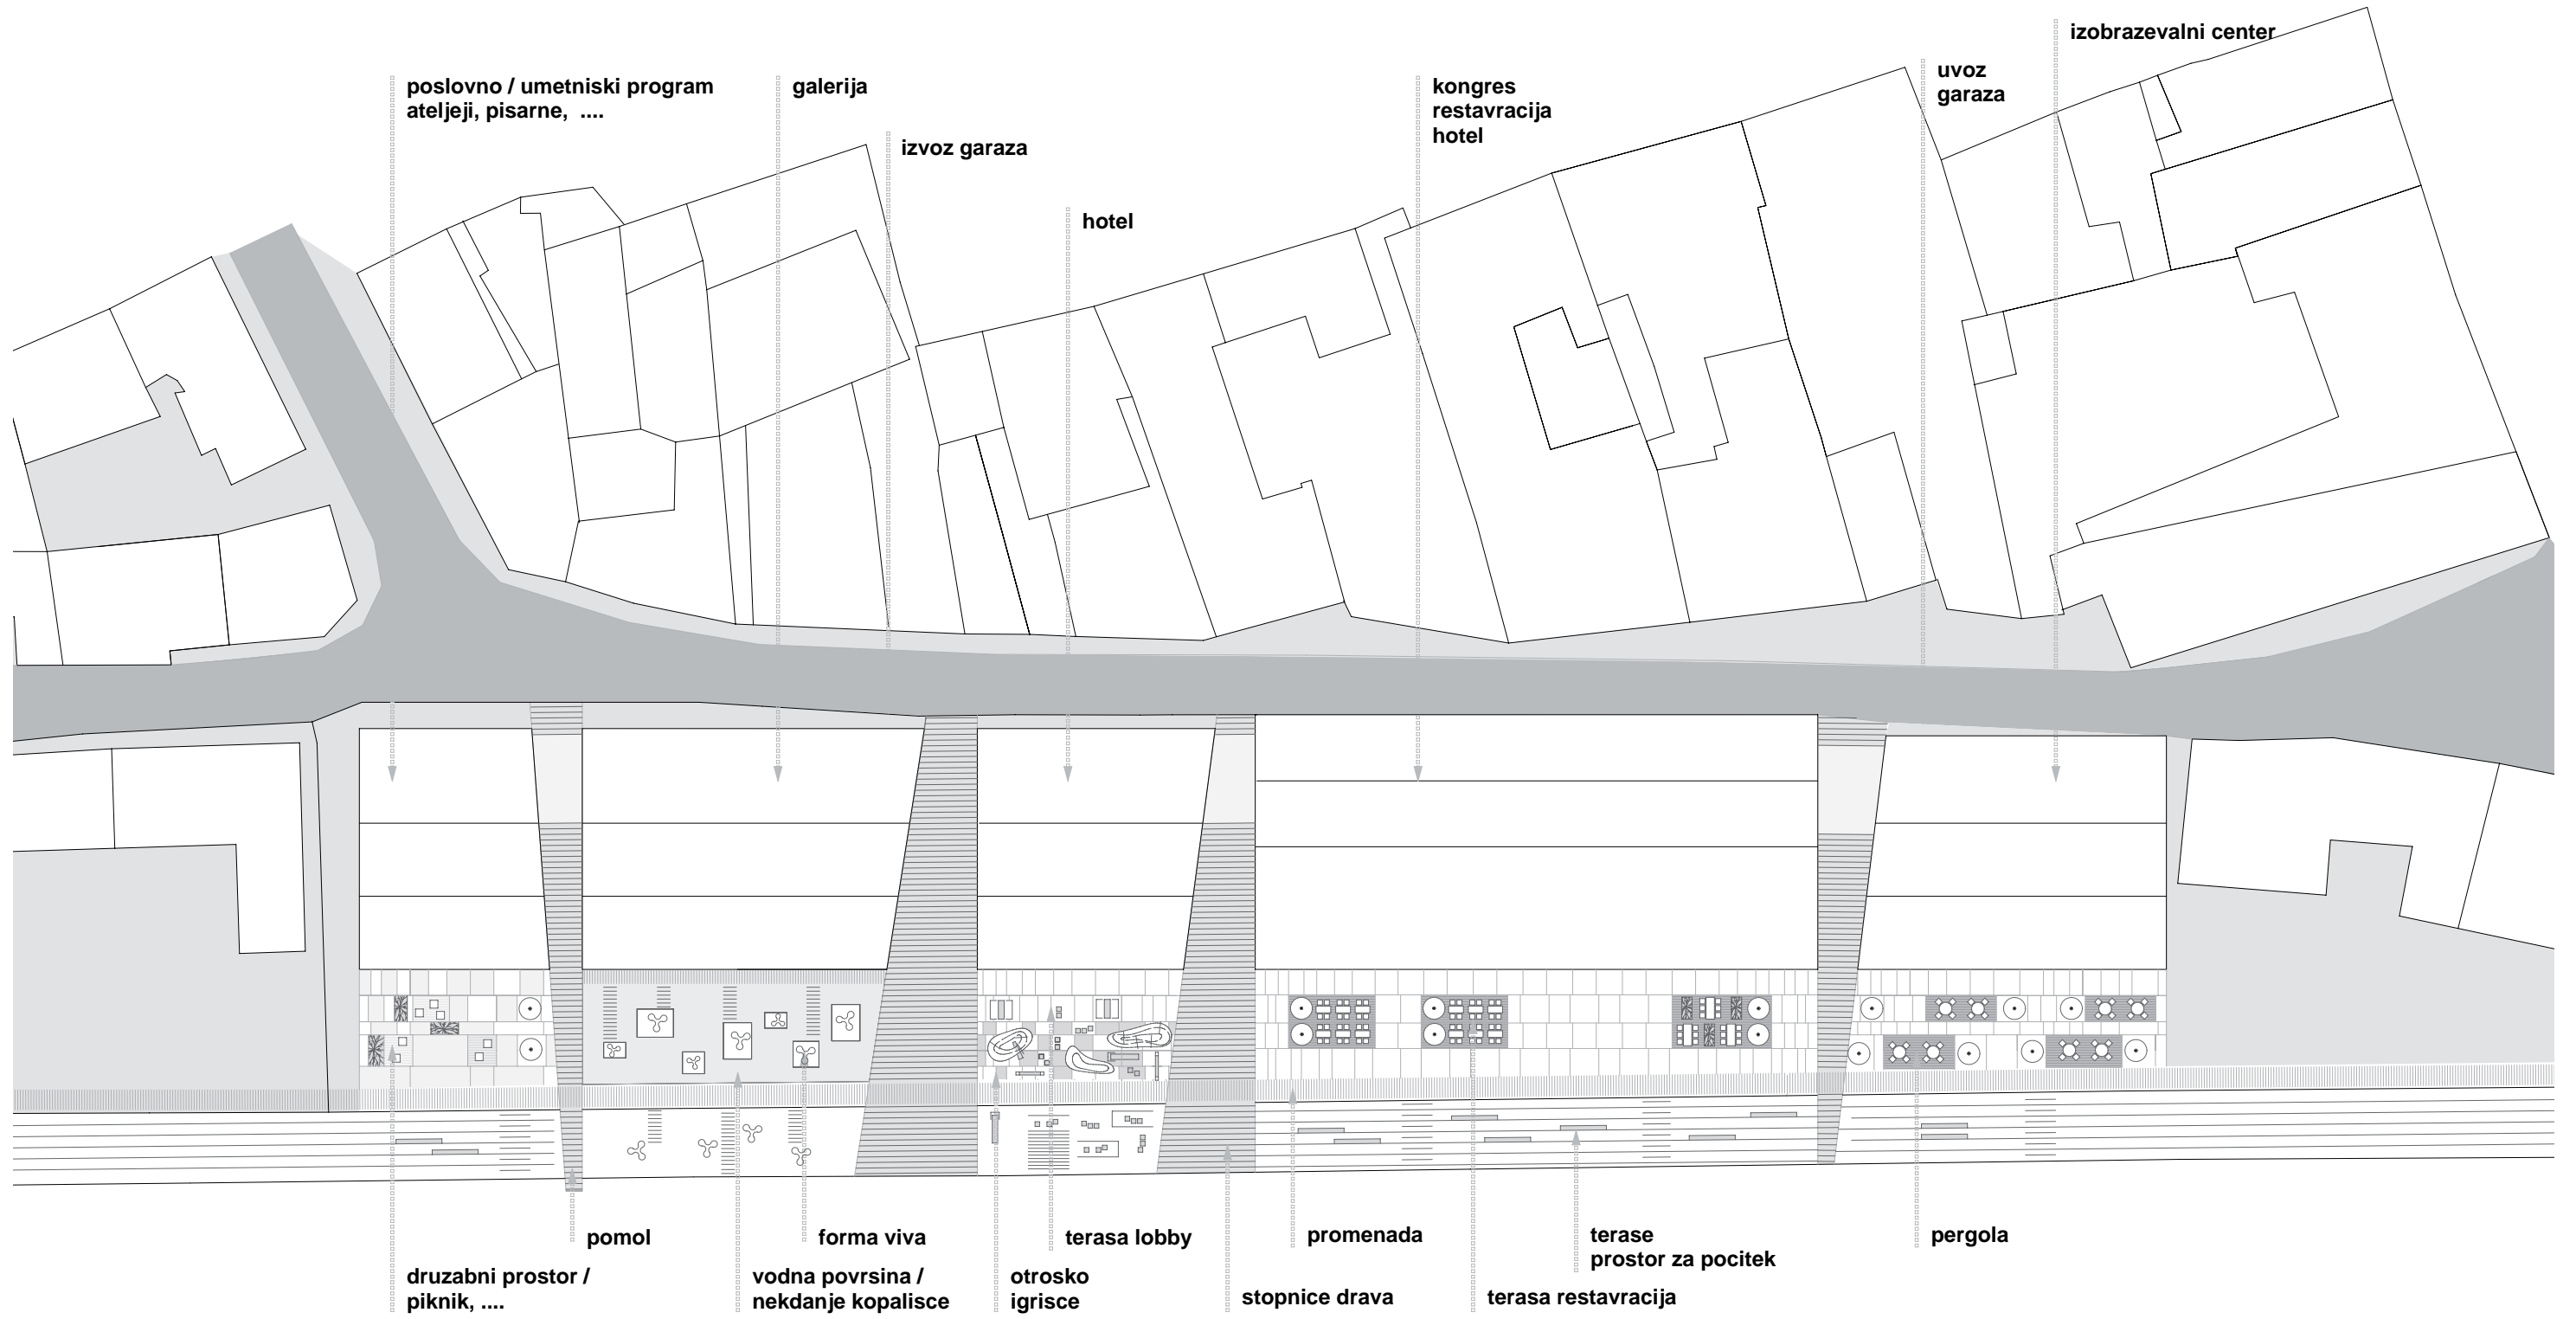 izobrazevalni center
uvoz
garaza
poslovno / umetniski program
ateljeji, pisarne,  ....
galerija
kongres
restavracija
hotel
izvoz garaza
hotel
pomol
forma viva
terasa lobby
promenada
terase
prostor za pocitek
pergola
druzabni prostor /
piknik, ....
vodna povrsina /
nekdanje kopalisce
otrosko
igrisce
stopnice drava
terasa restavracija